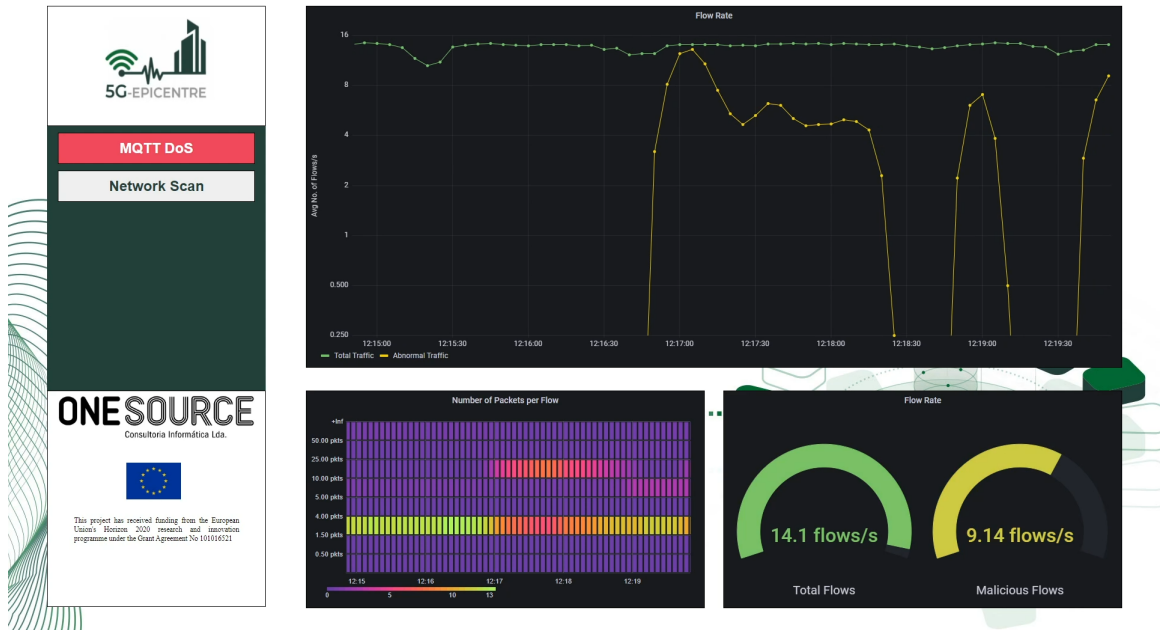 5G-EPICENTRE
MQTT DoS
Network Scan
ONESOURCE
Consultoria Informática Lda.
This project has received funding from the European
Union's Horizon 2020 research and innovation
programme under the Grant Agreement No 101016521
Flow Rate
Avg No. of Flows/s
16
8
4
2
1
0.500
0.250
12:15:00 12:15:30 12:16:00 12:16:30 12:17:00 12:17:30 12:18:00 12:18:30 12:19:00 12:19:30
Total Traffic Abnormal Traffic
Number of Packets per Flow
+Inf
50.00 pkts
25.00 pkts
10.00 pkts
5.00 pkts
4.00 pkts
1.50 pkts
0.50 pkts
12:15 12:16 12:17 12:18 12:19
0 5 10 13
Flow Rate
14.1 flows/s 9.14 flows/s
Total Flows Malicious Flows